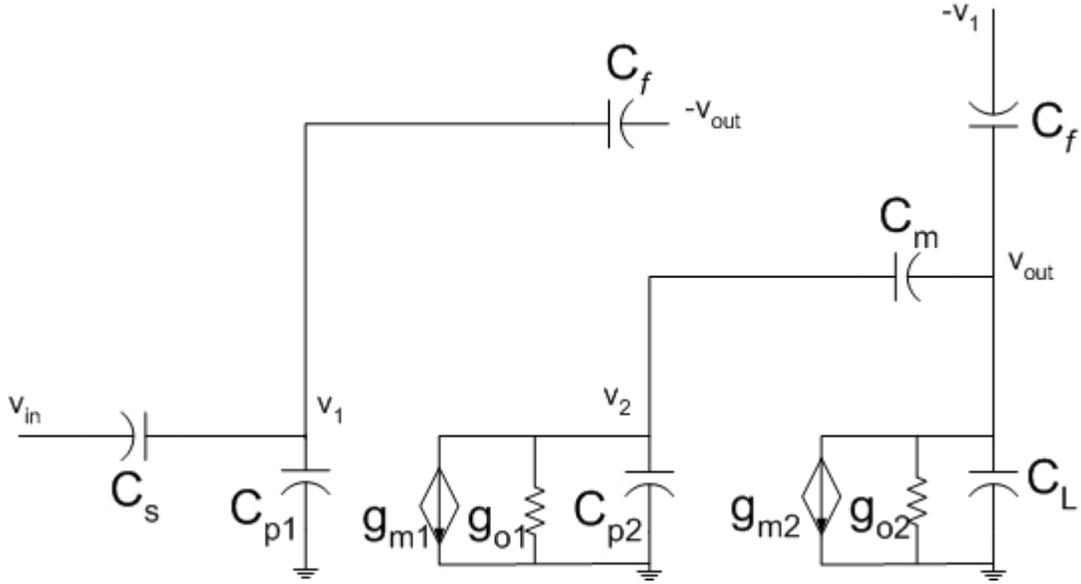 -v1
Cf
-vout
Cf
Cm
vout
vin
v1
v2
Cs
Cp1
gm1
go1
Cp2
gm2
go2
CL